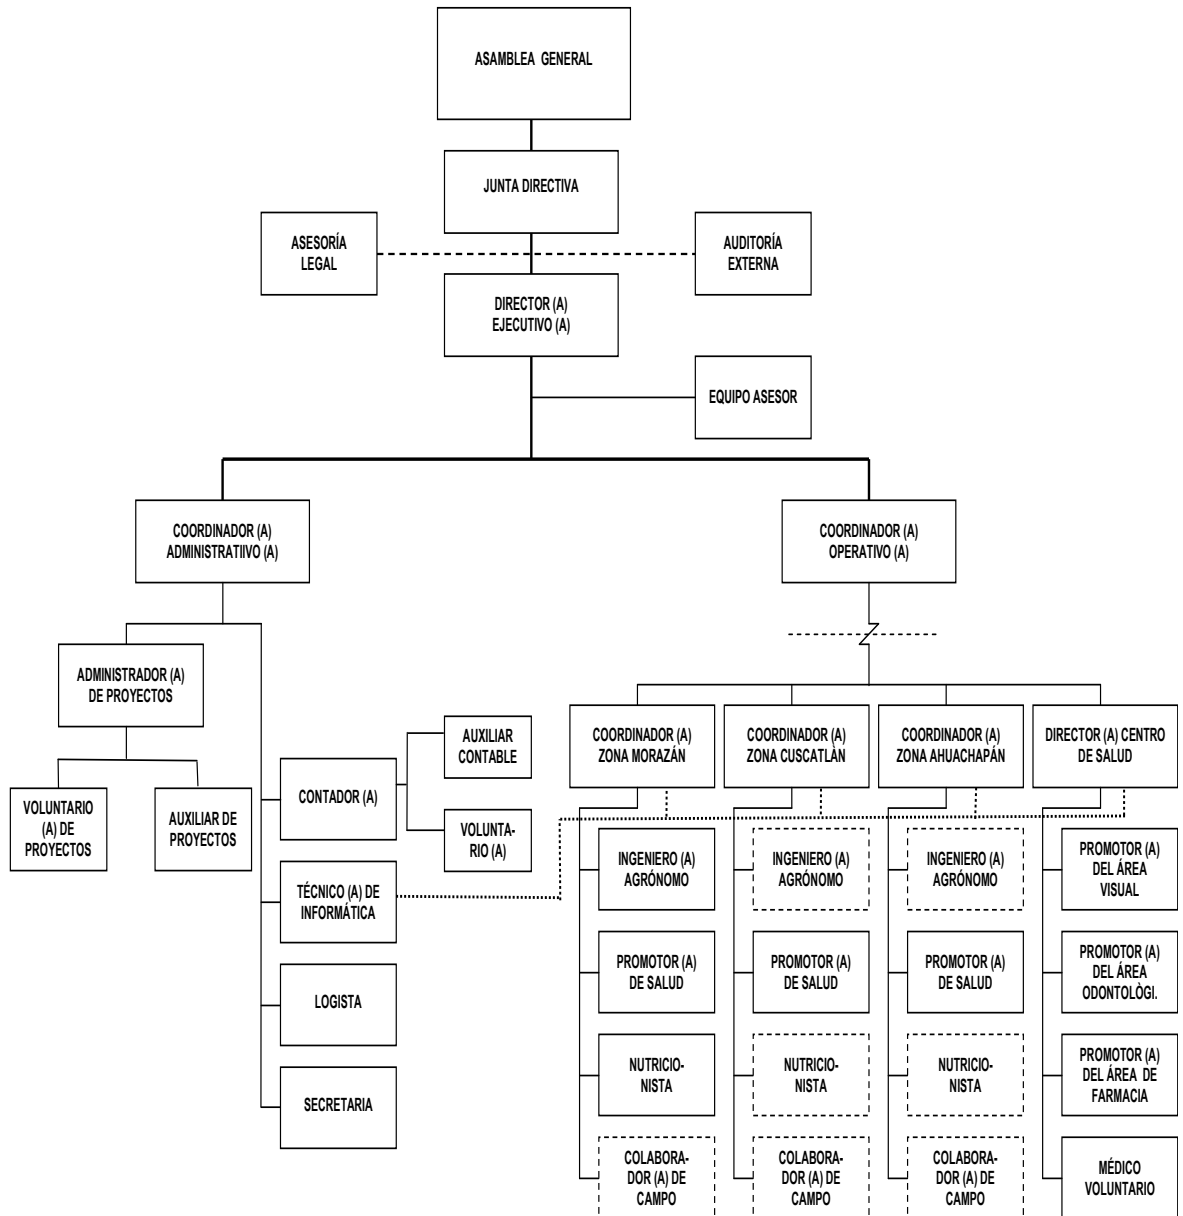 ASAMBLEA GENERAL
JUNTA DIRECTIVA
ASESORÍA
LEGAL
AUDITORÍA
EXTERNA
DIRECTOR (A)
EJECUTIVO (A)
EQUIPO ASESOR
COORDINADOR (A)
ADMINISTRATIIVO (A)
COORDINADOR (A)
OPERATIVO (A)
ADMINISTRADOR (A)
DE PROYECTOS
VOLUNTARIO
(A) DE
PROYECTOS
AUXILIAR DE
PROYECTOS
CONTADOR (A)
AUXILIAR
CONTABLE
VOLUNTA-
RIO (A)
TÉCNICO (A) DE
INFORMÁTICA
LOGISTA
SECRETARIA
COORDINADOR (A)
ZONA MORAZÁN
INGENIERO (A)
AGRÓNOMO
PROMOTOR (A)
DE SALUD
NUTRICIO-
NISTA
COLABORA-
DOR (A) DE
CAMPO
COORDINADOR (A)
ZONA CUSCATLÀN
INGENIERO (A)
AGRÓNOMO
PROMOTOR (A)
DE SALUD
NUTRICIO-
NISTA
COLABORA-
DOR (A) DE
CAMPO
COORDINADOR (A)
ZONA AHUACHAPÁN
INGENIERO (A)
AGRÓNOMO
PROMOTOR (A)
DE SALUD
NUTRICIO-
NISTA
COLABORA-
DOR (A) DE
CAMPO
DIRECTOR (A) CENTRO
DE SALUD
PROMOTOR (A)
DEL ÁREA
VISUAL
PROMOTOR (A)
DEL ÁREA
ODONTOLÒGI.
PROMOTOR (A)
DEL ÁREA DE
FARMACIA
MÉDICO
VOLUNTARIO